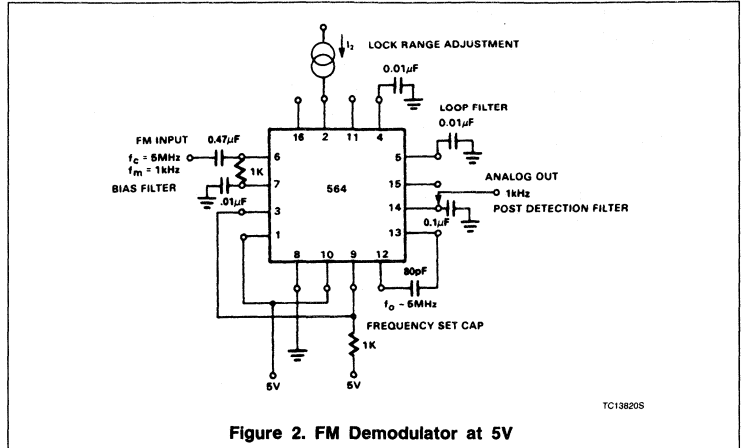 I₂ LOCK RANGE ADJUSTMENT
0.01μF
LOOP FILTER
0.01μF
16 2 11 4
FM INPUT 0.47μF
6 5
fc = 5MHz
fm = 1kHz
1K
ANALOG OUT
15
1kHz
BIAS FILTER
7 564
.01μF
14
POST DETECTION FILTER
3
0.1μF
13
1
8 10 9 12
80pF
fo ~ 5MHz
FREQUENCY SET CAP
1K
5V 5V
TC13820S
Figure 2. FM Demodulator at 5V